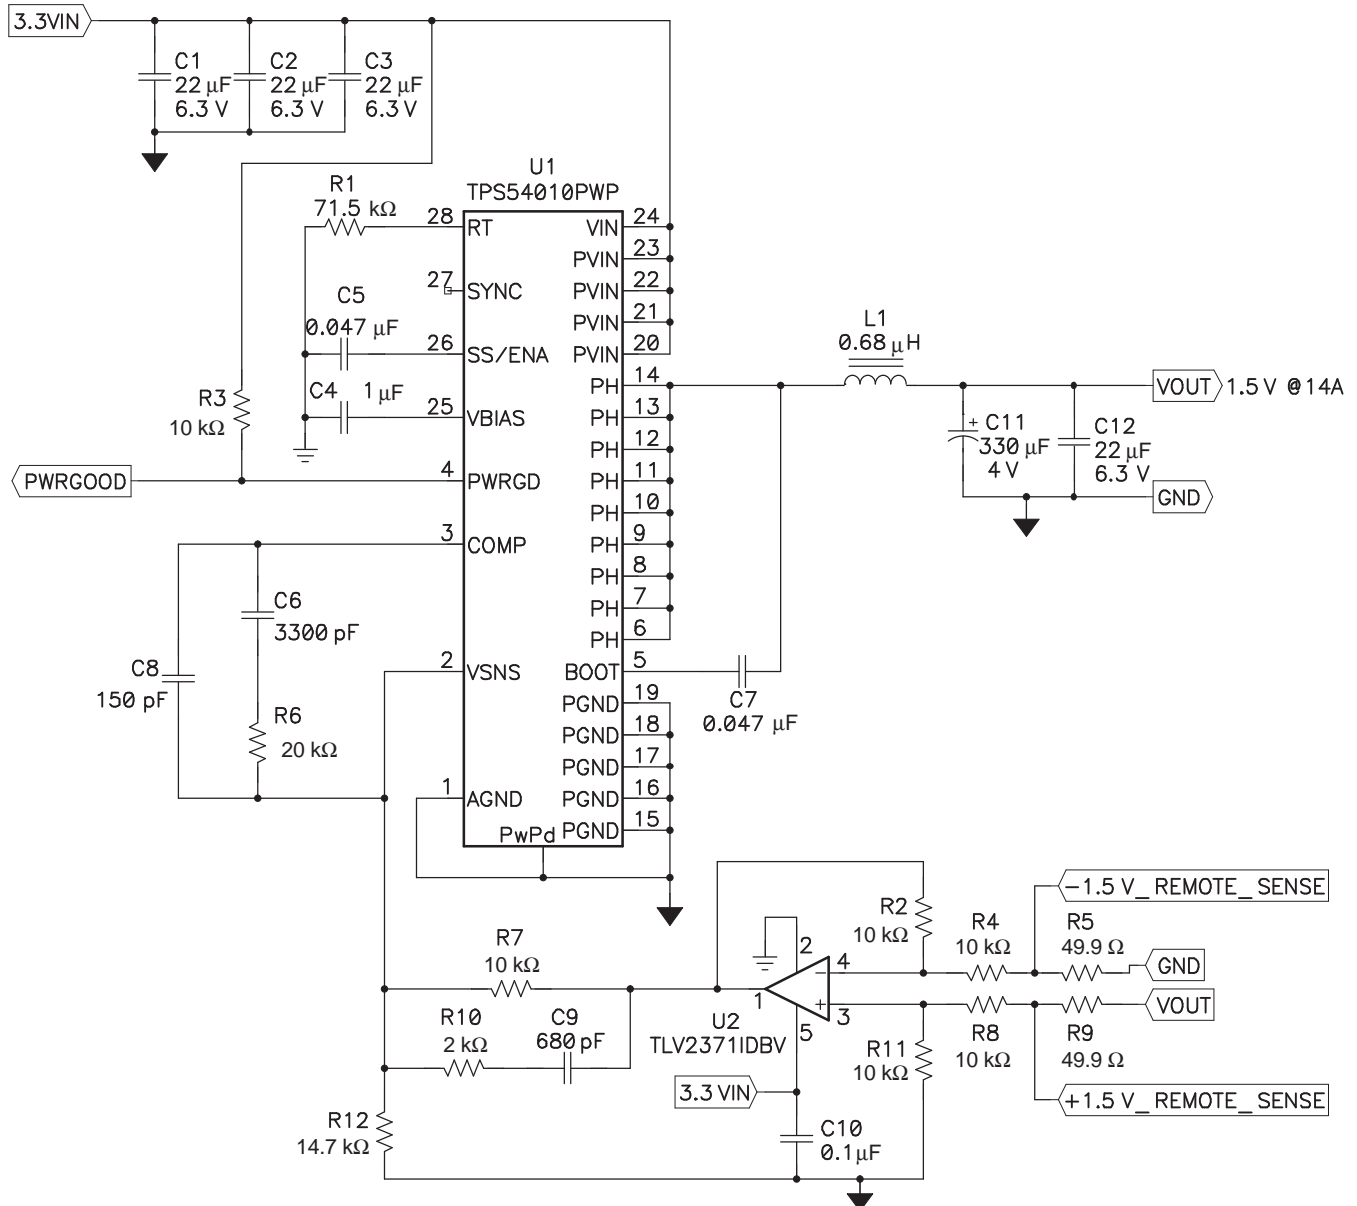 3.3VIN
C1
22 µF
6.3 V
C2
22 µF
6.3 V
C3
22 µF
6.3 V
U1
TPS54010PWP
R1
71.5 kΩ
28
RT
VIN
24
23
PVIN
27
SYNC
22
PVIN
C5
0.047 µF
21
PVIN
26
SS/ENA
20
PVIN
L1
0.68 µH
PH
14
VOUT
1.5 V @14A
R3
10 kΩ
C4
1 µF
25
VBIAS
PH
13
+
C11
330 µF
4 V
C12
22 µF
6.3 V
PH
12
PWRGOOD
4
PWRGD
PH
11
GND
PH
10
3
COMP
PH
9
PH
8
C6
3300 pF
PH
7
PH
6
C8
150 pF
2
VSNS
BOOT
5
C7
0.047 µF
PGND
19
R6
20 kΩ
PGND
18
PGND
17
1
AGND
PGND
16
PwPd
PGND
15
−1.5 V_REMOTE_SENSE
R2
10 kΩ
R4
10 kΩ
R5
49.9 Ω
GND
R7
10 kΩ
2
4
−
1
+
3
5
VOUT
U2
TLV2371IDBV
R8
10 kΩ
R9
49.9 Ω
R10
2 kΩ
C9
680 pF
R11
10 kΩ
3.3 VIN
+1.5 V_REMOTE_SENSE
R12
14.7 kΩ
C10
0.1µF